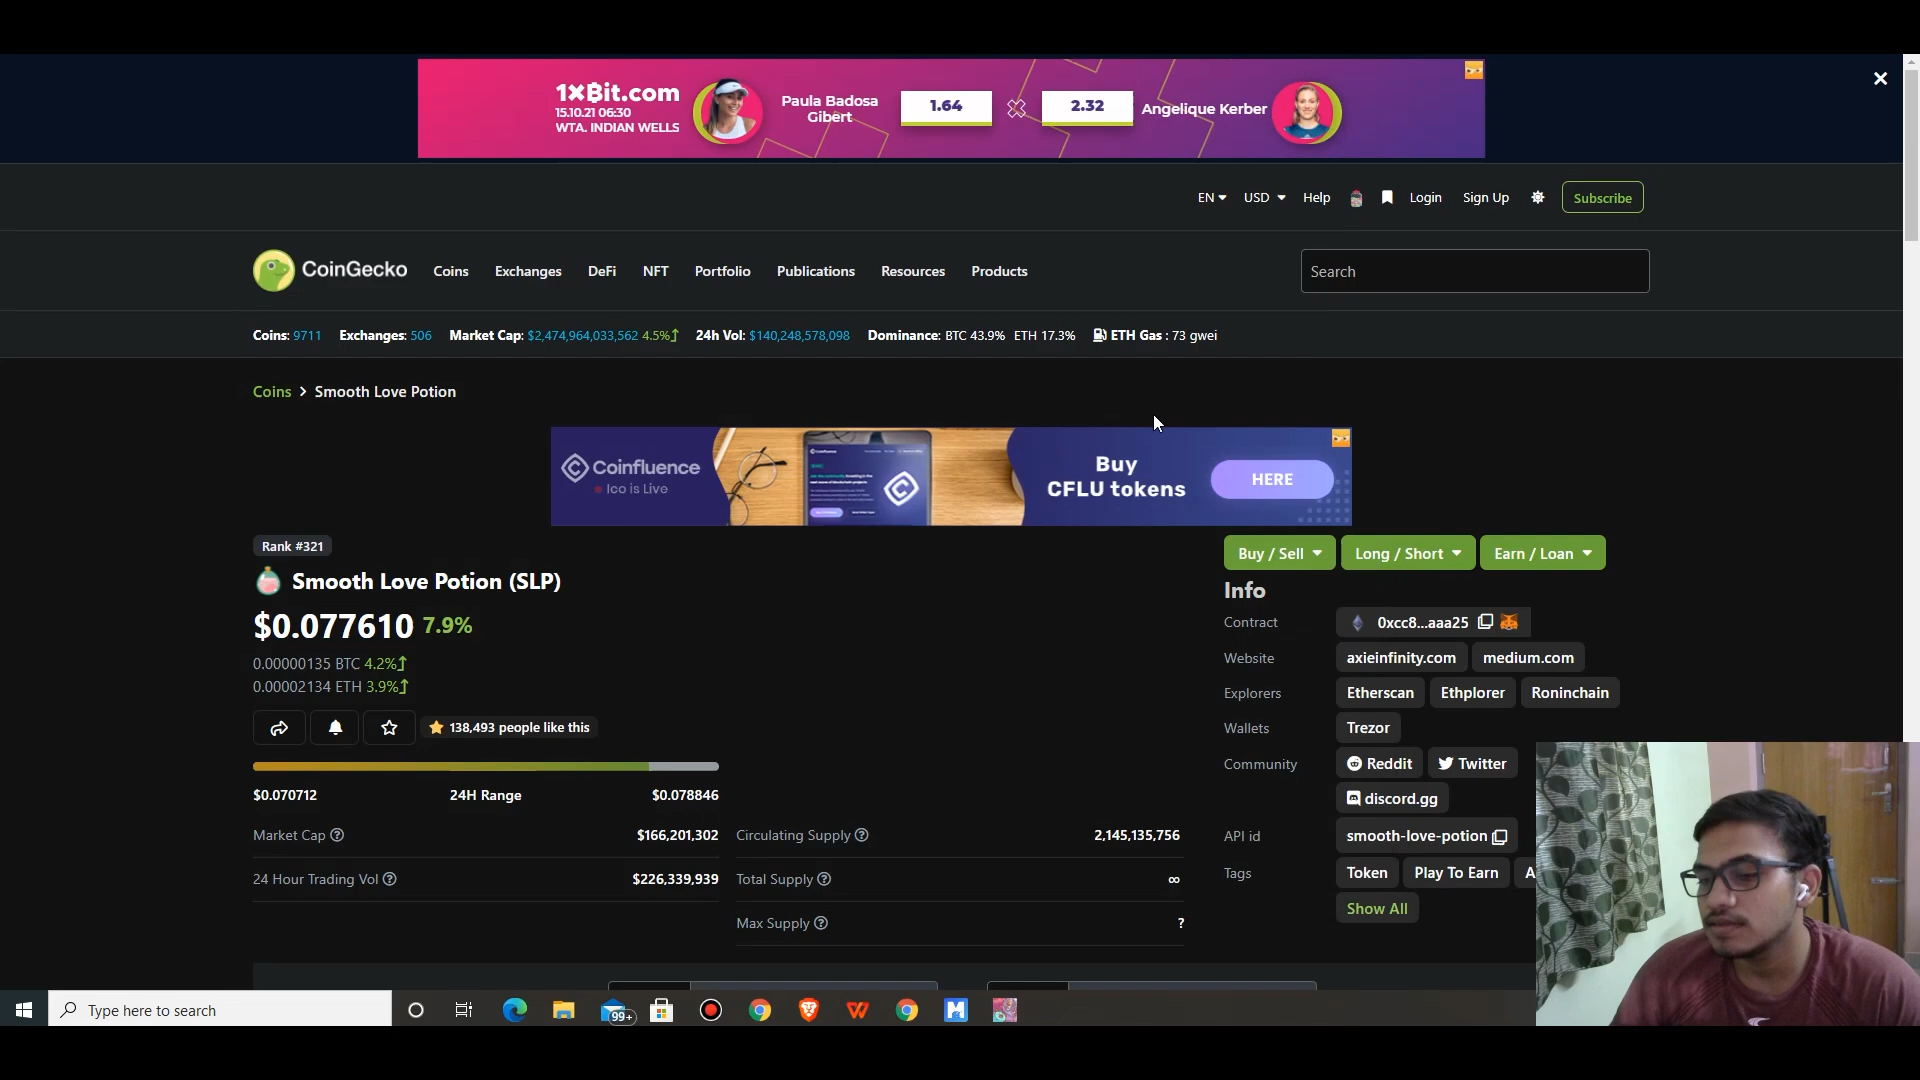 1×Bit.com
15.10.21 06:30
WTA. INDIAN WELLS
Paula Badosa
Gibert
1.64
2.32
Angelique Kerber
EN
USD
Help
Login
Sign Up
Subscribe
CoinGecko
Coins
Exchanges
DeFi
NFT
Portfolio
Publications
Resources
Products
Search
Coins: 9711
Exchanges: 506
Market Cap: $2,474,964,033,562 4.5%
24h Vol: $140,248,578,098
Dominance: BTC 43.9% ETH 17.3%
ETH Gas : 73 gwei
Coins > Smooth Love Potion
Coinfluence
Ico is Live
Buy
CFLU tokens
HERE
Rank #321
Smooth Love Potion (SLP)
$0.077610 7.9%
0.00000135 BTC 4.2%
0.00002134 ETH 3.9%
138,493 people like this
$0.070712
24H Range
$0.078846
Market Cap
$166,201,302
Circulating Supply
2,145,135,756
24 Hour Trading Vol
$226,339,939
Total Supply
∞
Max Supply
?
Buy / Sell
Long / Short
Earn / Loan
Info
Contract
0xcc8...aaa25
Website
axieinfinity.com
medium.com
Explorers
Etherscan
Ethplorer
Roninchain
Wallets
Trezor
Community
Reddit
Twitter
discord.gg
API id
smooth-love-potion
Tags
Token
Play To Earn
A
Show All
Type here to search
99+